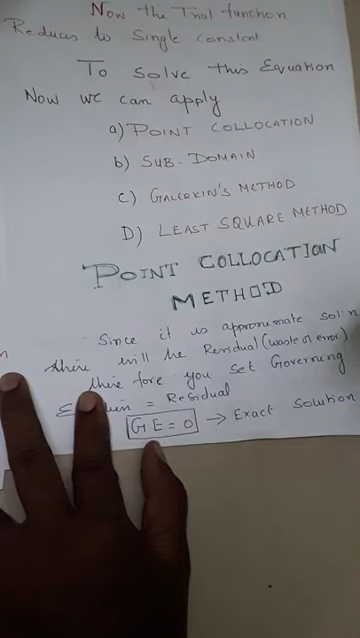 Now the Trial function
Reduces to Single constant
To solve this Equation
Now we can apply
a) POINT COLLOCATION
b) SUB-DOMAIN
C) GALERKIN'S METHOD
D) LEAST SQUARE METHOD
POINT COLLOCATION
METHOD
Since it is approximate sol:n
there will be Residual (waste or error)
there fore you set Governing
= Residual
GE = 0 → Exact Solution